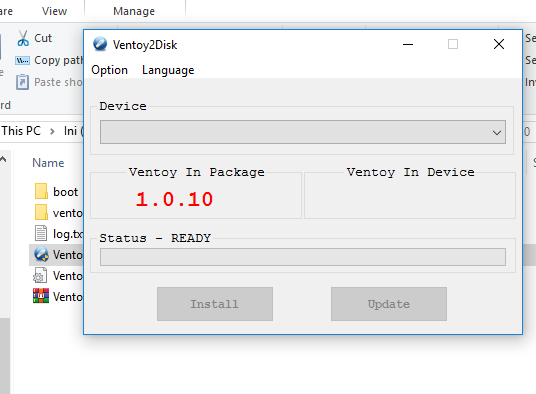 are
View
Manage
Cut
Copy path
Paste sho
rd
This PC > Ini (
Name
boot
vento
log.tx
Vento
Vento
Vento
Ventoy2Disk
Option Language
Device
Ventoy In Package
Ventoy In Device
1.0.10
Status - READY
Install
Update
Se
Se
In